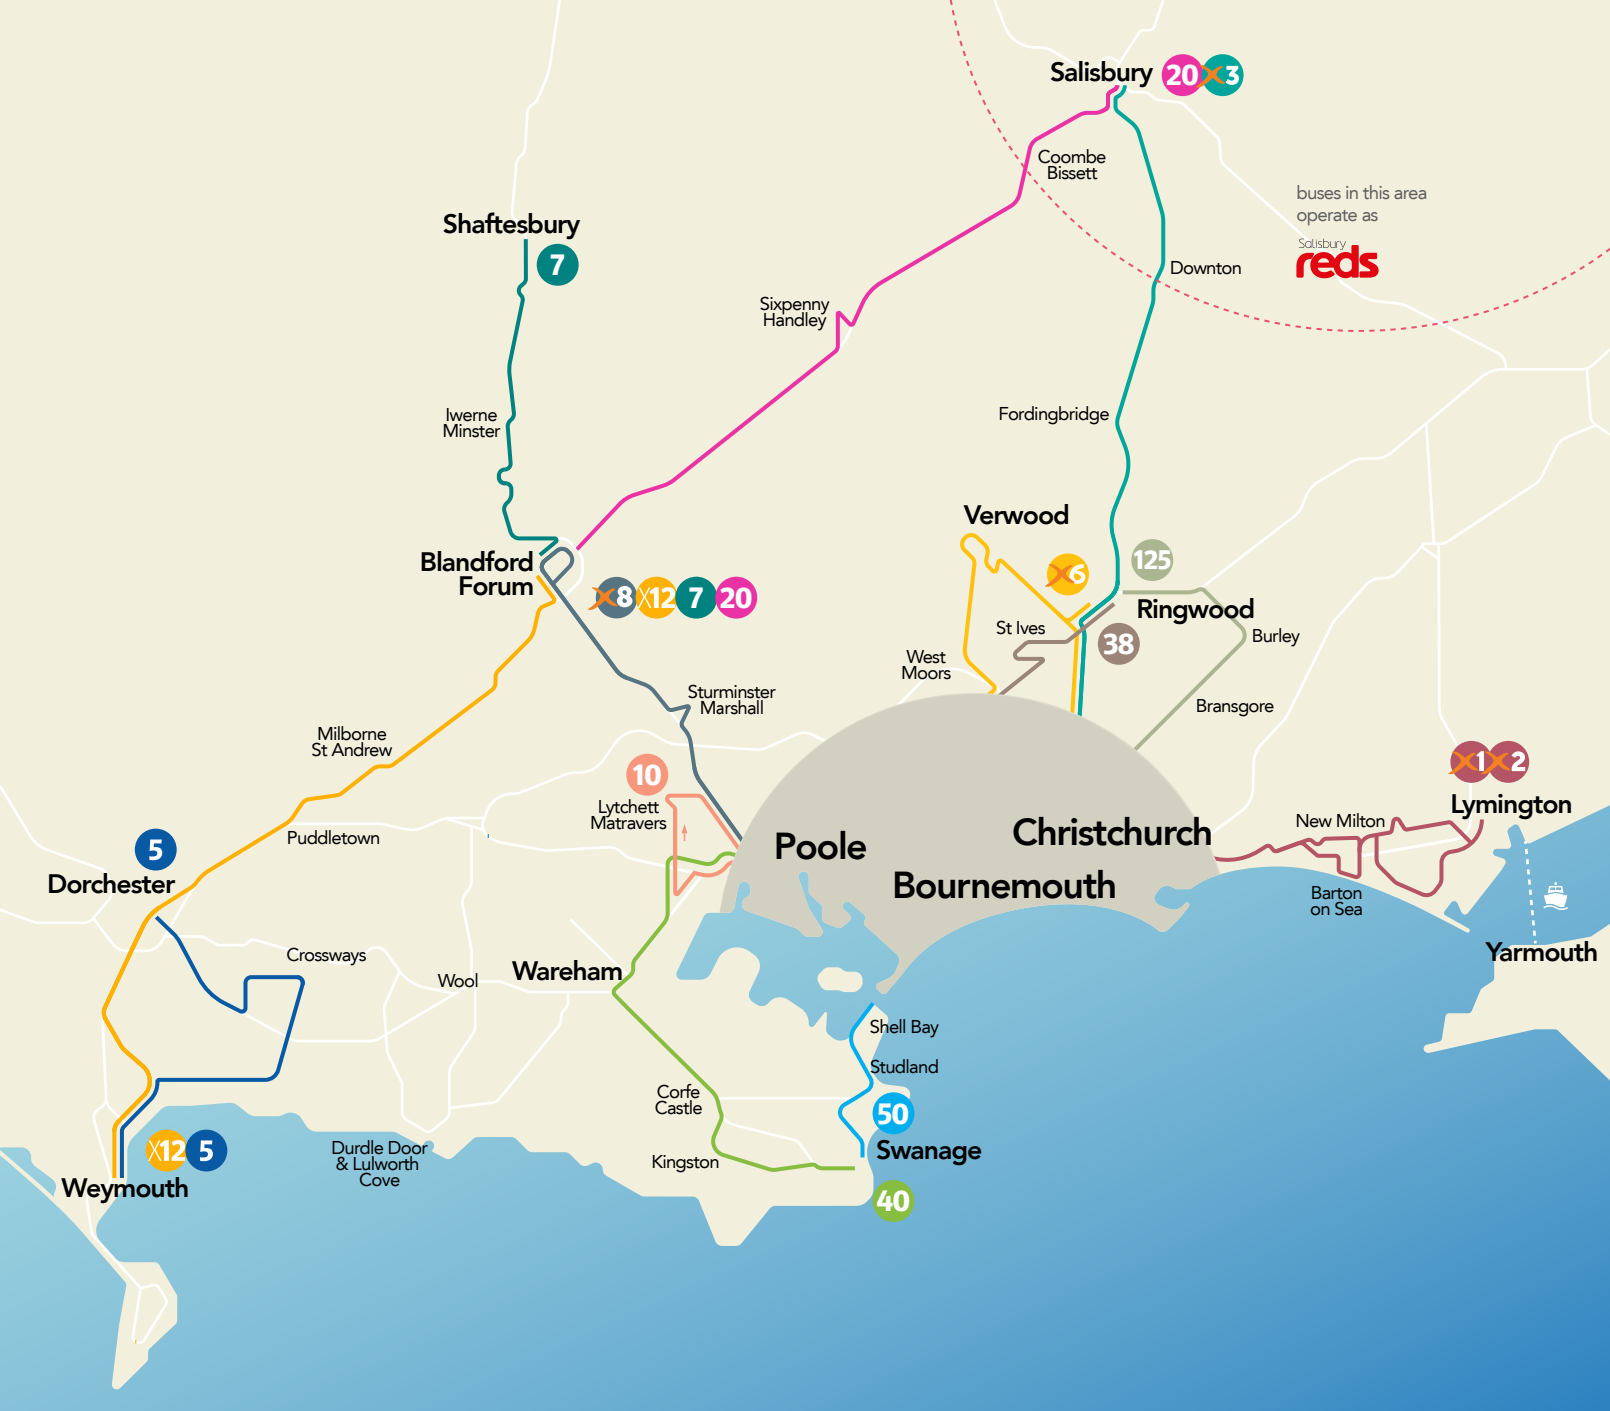 Salisbury
20
X3
Coombe
Bissett
buses in this area
operate as
Salisbury
reds
Shaftesbury
7
Downton
Sixpenny
Handley
Iwerne
Minster
Fordingbridge
Verwood
Blandford
Forum
X8
X12
7
20
X6
125
Ringwood
St Ives
38
Burley
West
Moors
Sturminster
Marshall
Bransgore
Milborne
St Andrew
10
Lytchett
Matravers
X1
X2
Lymington
New Milton
Puddletown
5
Dorchester
Poole
Christchurch
Bournemouth
Barton
on Sea
Yarmouth
Crossways
Wool
Wareham
Shell Bay
Studland
Corfe
Castle
50
Swanage
Kingston
40
X12
5
Durdle Door
& Lulworth
Cove
Weymouth